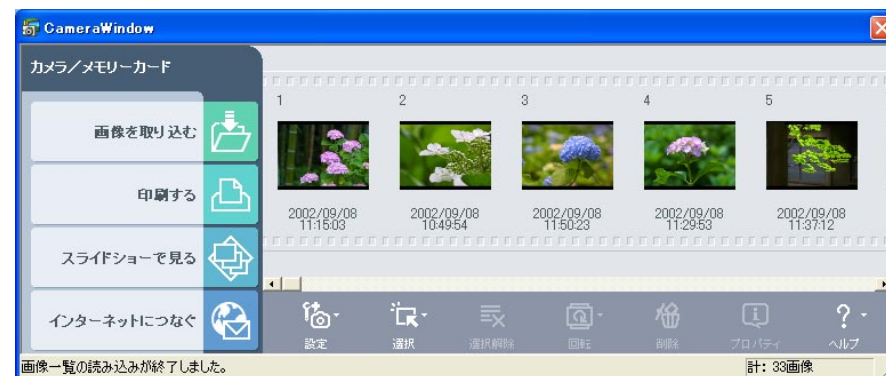 CameraWindow
カメラ／メモリーカード
画像を取り込む
印刷する
スライドショーで見る
インターネットにつなぐ
1 2 3 4 5
2002/09/08 2002/09/08 2002/09/08 2002/09/08 2002/09/08
11:15:03 10:49:54 11:50:23 11:29:53 11:37:12
設定 選択 選択解除 回転 削除 プロパティ ヘルプ
画像一覧の読み込みが終了しました。 計: 33画像